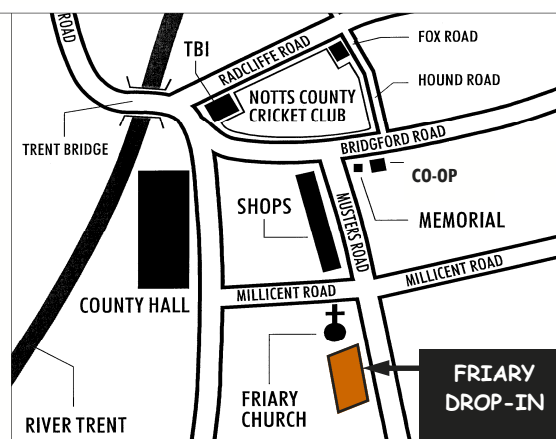 ROAD
TBI
RADCLIFFE ROAD
FOX ROAD
HOUND ROAD
NOTTS COUNTY
CRICKET CLUB
TRENT BRIDGE
BRIDGFORD ROAD
CO-OP
SHOPS
MUSTERS ROAD
MEMORIAL
MILLICENT ROAD
MILLICENT ROAD
COUNTY HALL
FRIARY
CHURCH
FRIARY
DROP-IN
RIVER TRENT